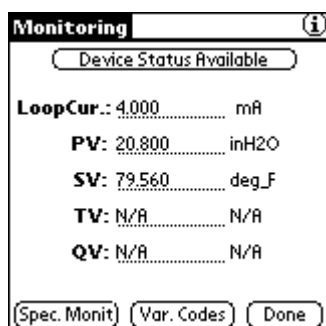 Monitoring i
Device Status Available
LoopCur.: 4.000 mA
PV: 20.800 inH2O
SV: 79.560 deg_F
TV: N/A N/A
QV: N/A N/A
Spec. Monit Var. Codes Done